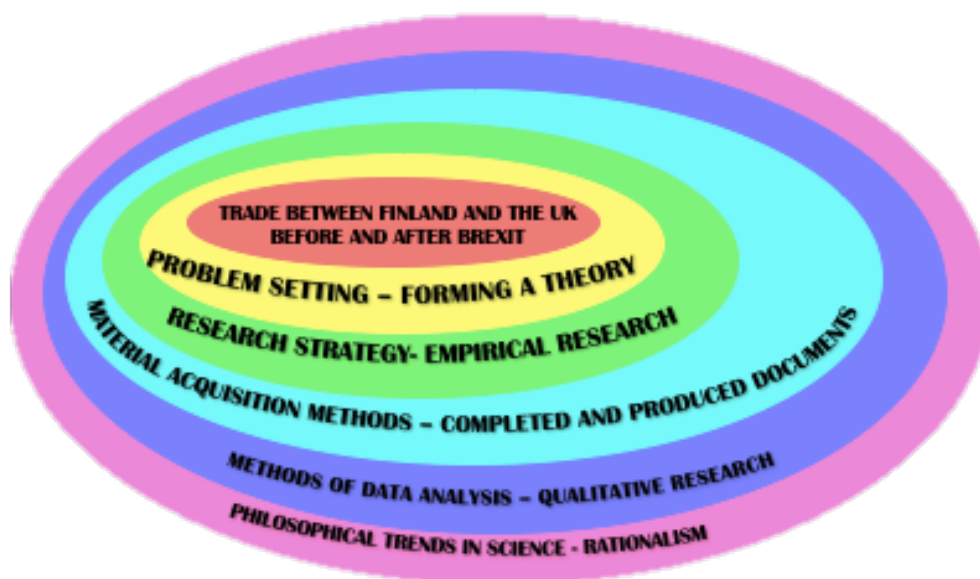 TRADE BETWEEN FINLAND AND THE UK
BEFORE AND AFTER BREXIT
PROBLEM SETTING – FORMING A THEORY
RESEARCH STRATEGY- EMPIRICAL RESEARCH
MATERIAL ACQUISITION METHODS – COMPLETED AND PRODUCED DOCUMENTS
METHODS OF DATA ANALYSIS – QUALITATIVE RESEARCH
PHILOSOPHICAL TRENDS IN SCIENCE - RATIONALISM